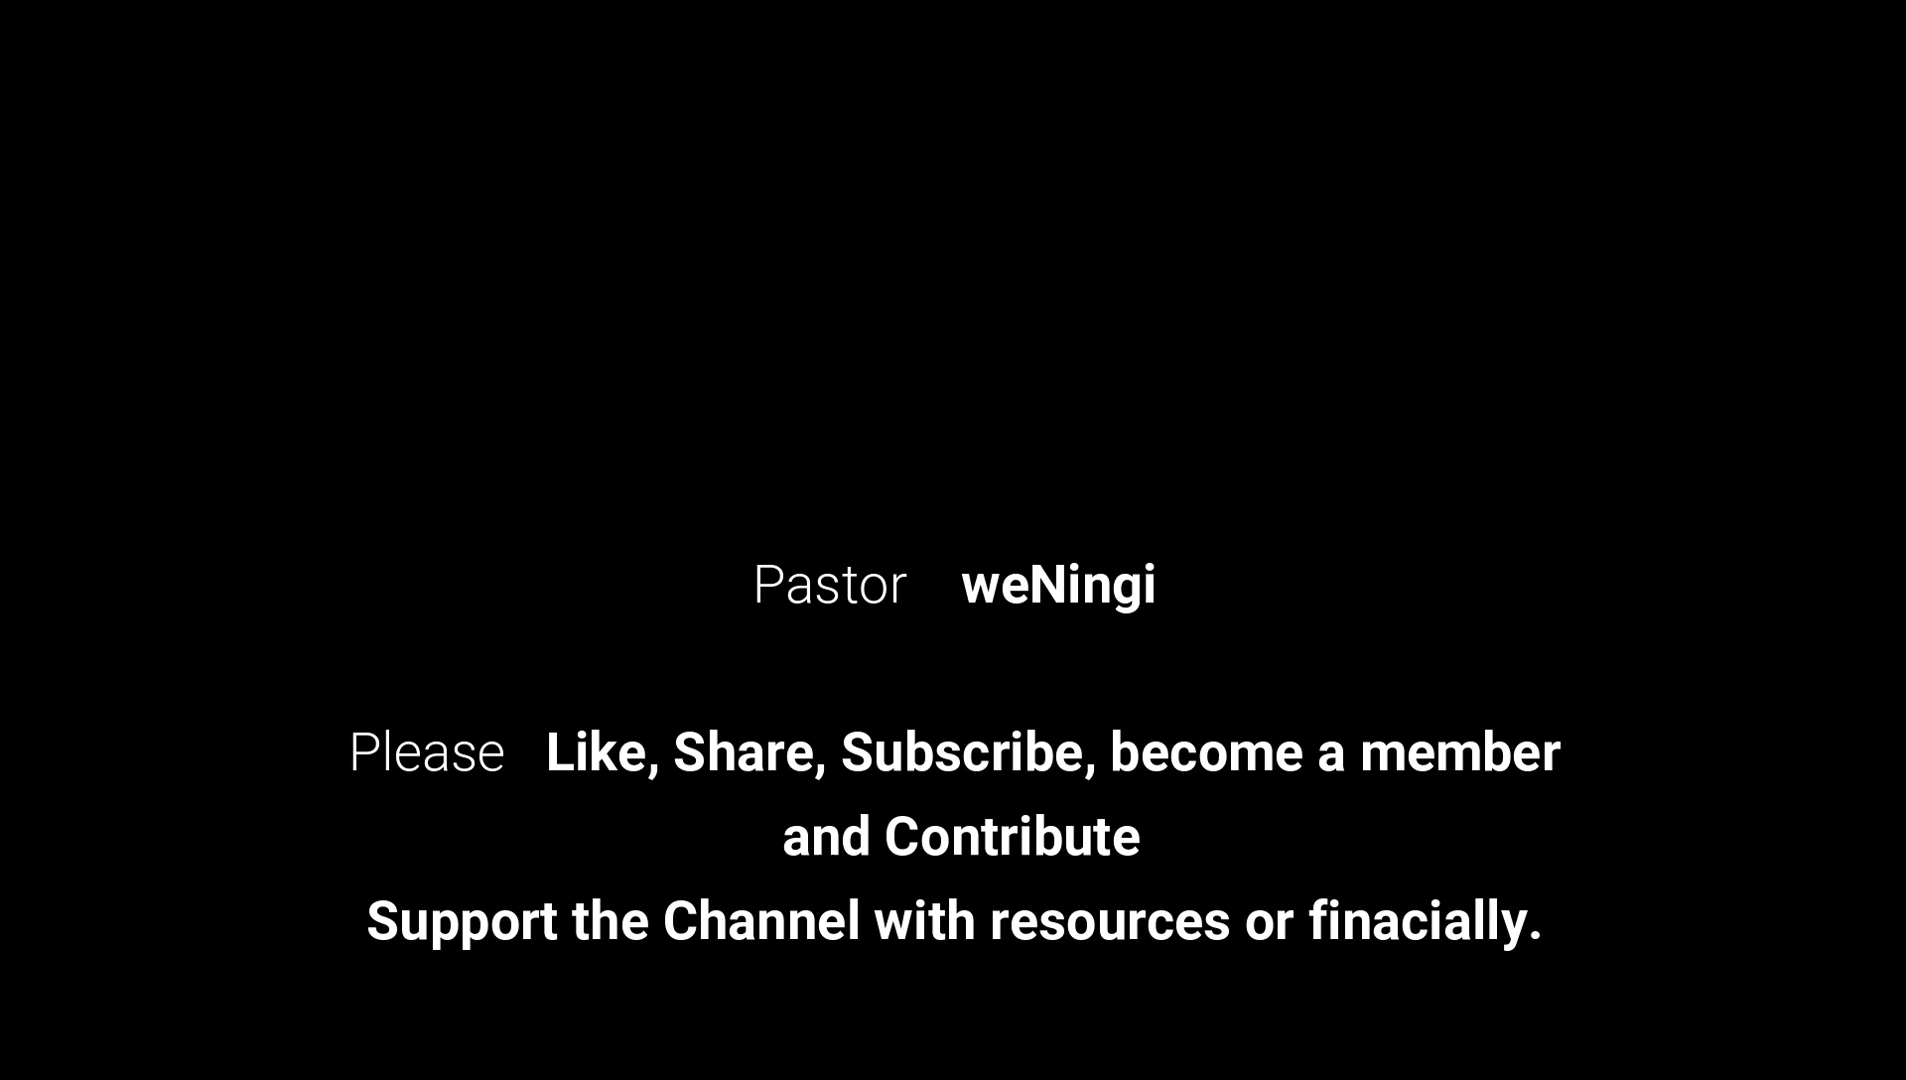 Pastor weNingi
Please Like, Share, Subscribe, become a member
and Contribute
Support the Channel with resources or finacially.